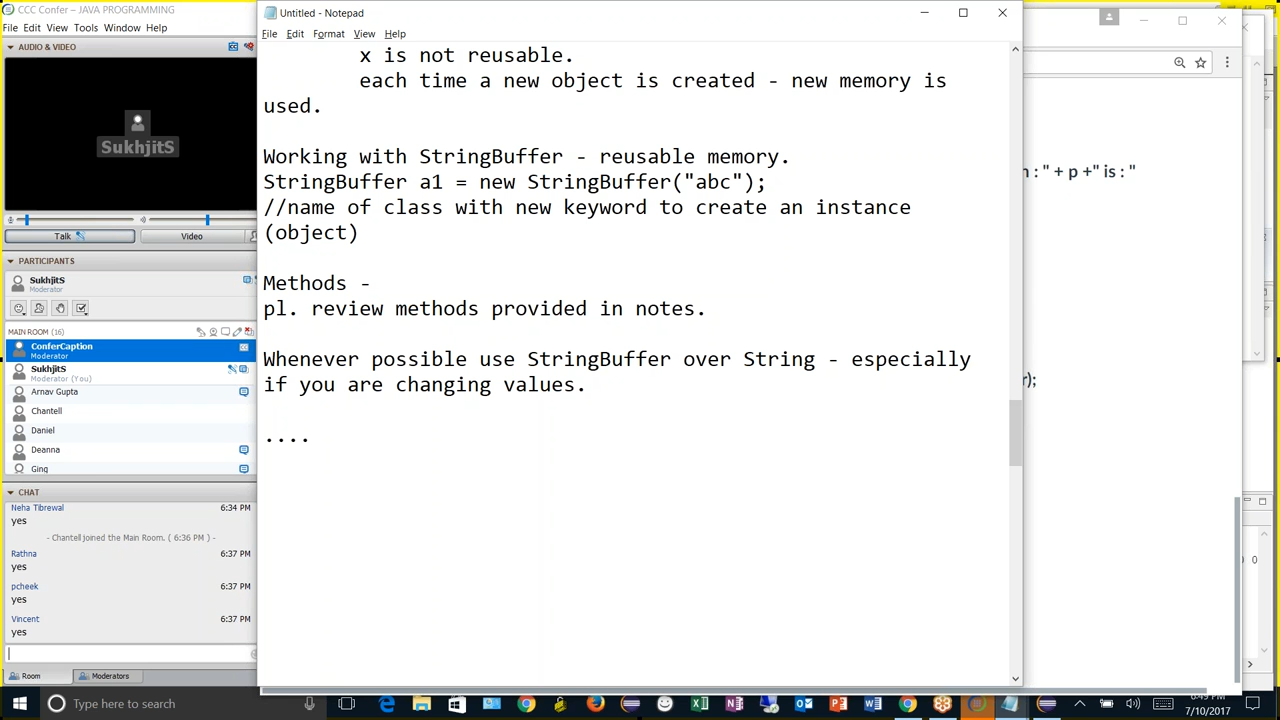 CCC Confer – JAVA PROGRAMMING
File Edit View Tools Window Help
AUDIO & VIDEO
SukhjitS
Talk
Video
PARTICIPANTS
SukhjitS
Moderator
MAIN ROOM (16)
ConferCaption
Moderator
SukhjitS
Moderator (You)
Arnav Gupta
Chantell
Daniel
Deanna
Ging
CHAT
Neha Tibrewal 6:34 PM
yes
- Chantell joined the Main Room. ( 6:36 PM ) -
Rathna 6:37 PM
yes
pcheek 6:37 PM
yes
Vincent 6:37 PM
yes
Room
Moderators
Untitled - Notepad
File Edit Format View Help
x is not reusable.
each time a new object is created - new memory is
used.
Working with StringBuffer - reusable memory.
StringBuffer a1 = new StringBuffer("abc");
//name of class with new keyword to create an instance
(object)
Methods -
pl. review methods provided in notes.
Whenever possible use StringBuffer over String - especially
if you are changing values.
....
: " + p +" is : "
);
0
Type here to search
7/10/2017